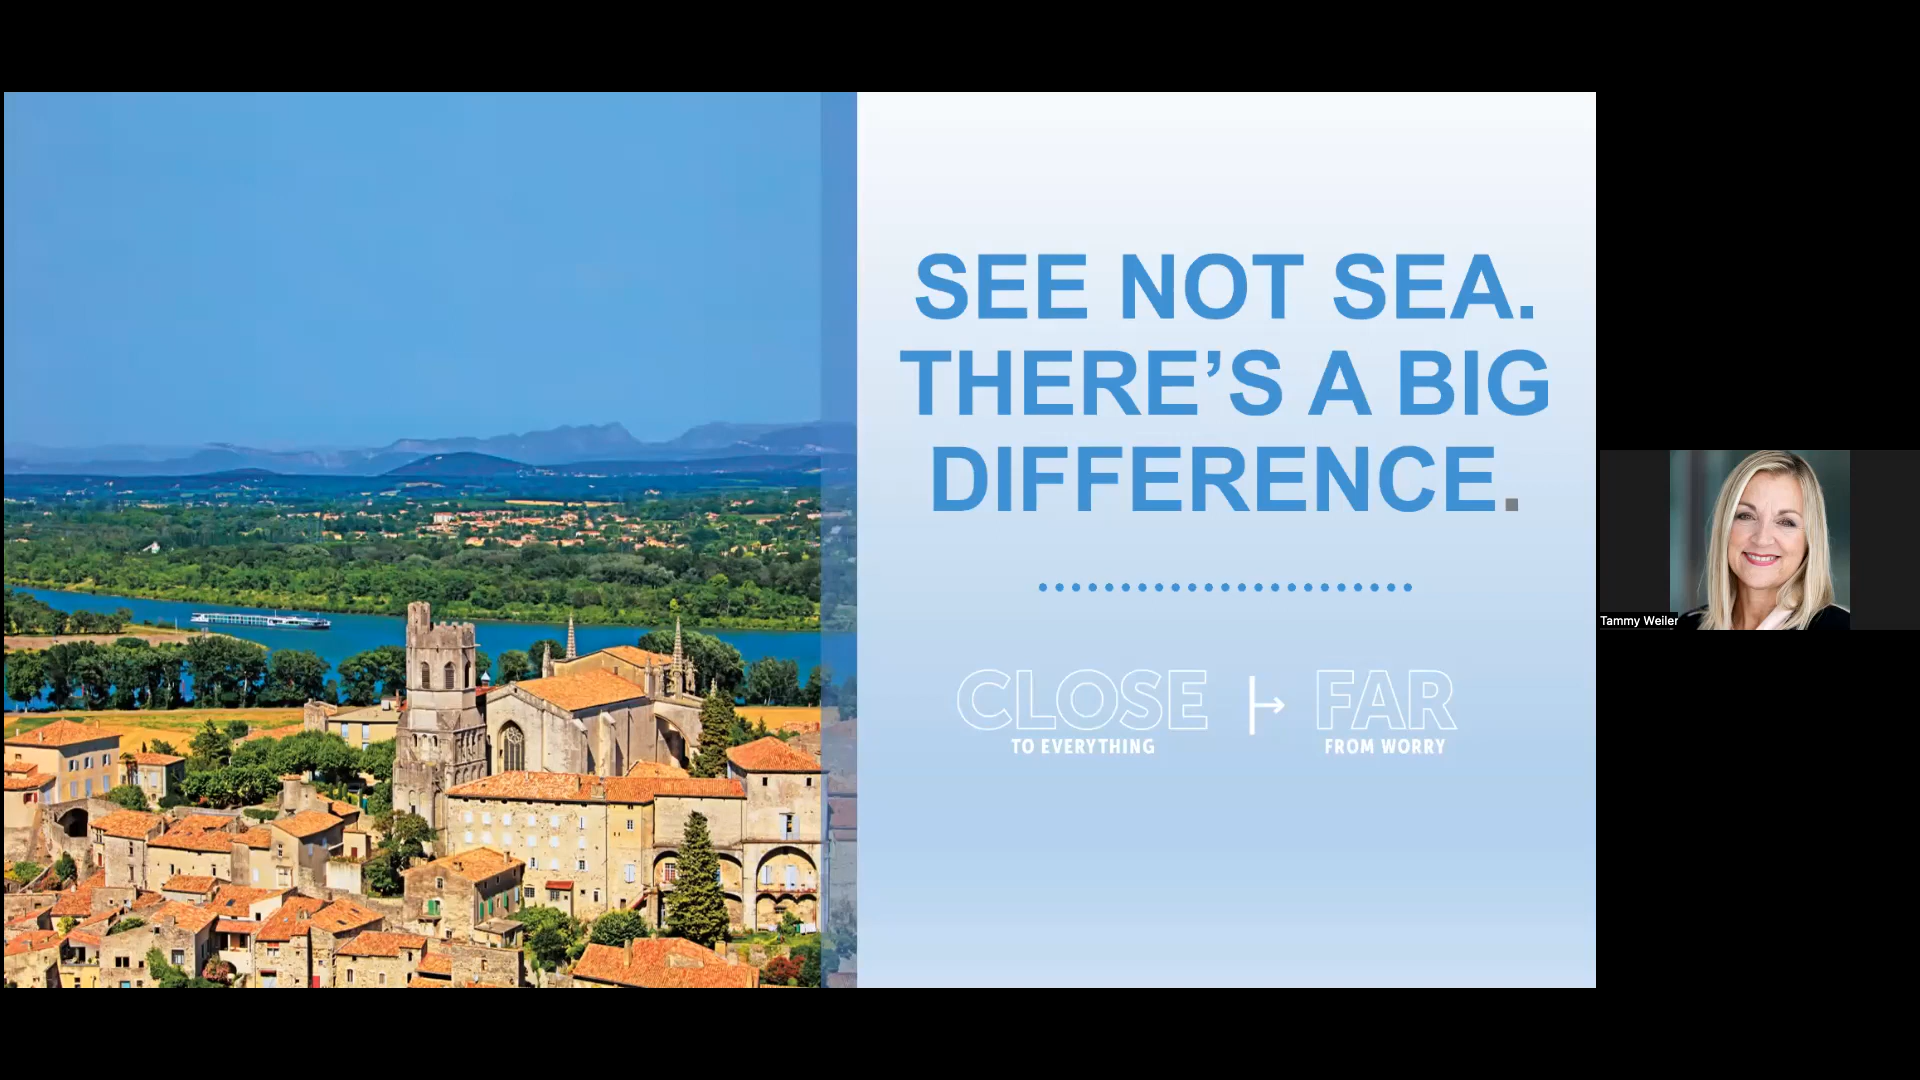 SEE NOT SEA.
THERE’S A BIG
DIFFERENCE.
CLOSE FAR
TO EVERYTHING FROM WORRY
Tammy Weiler